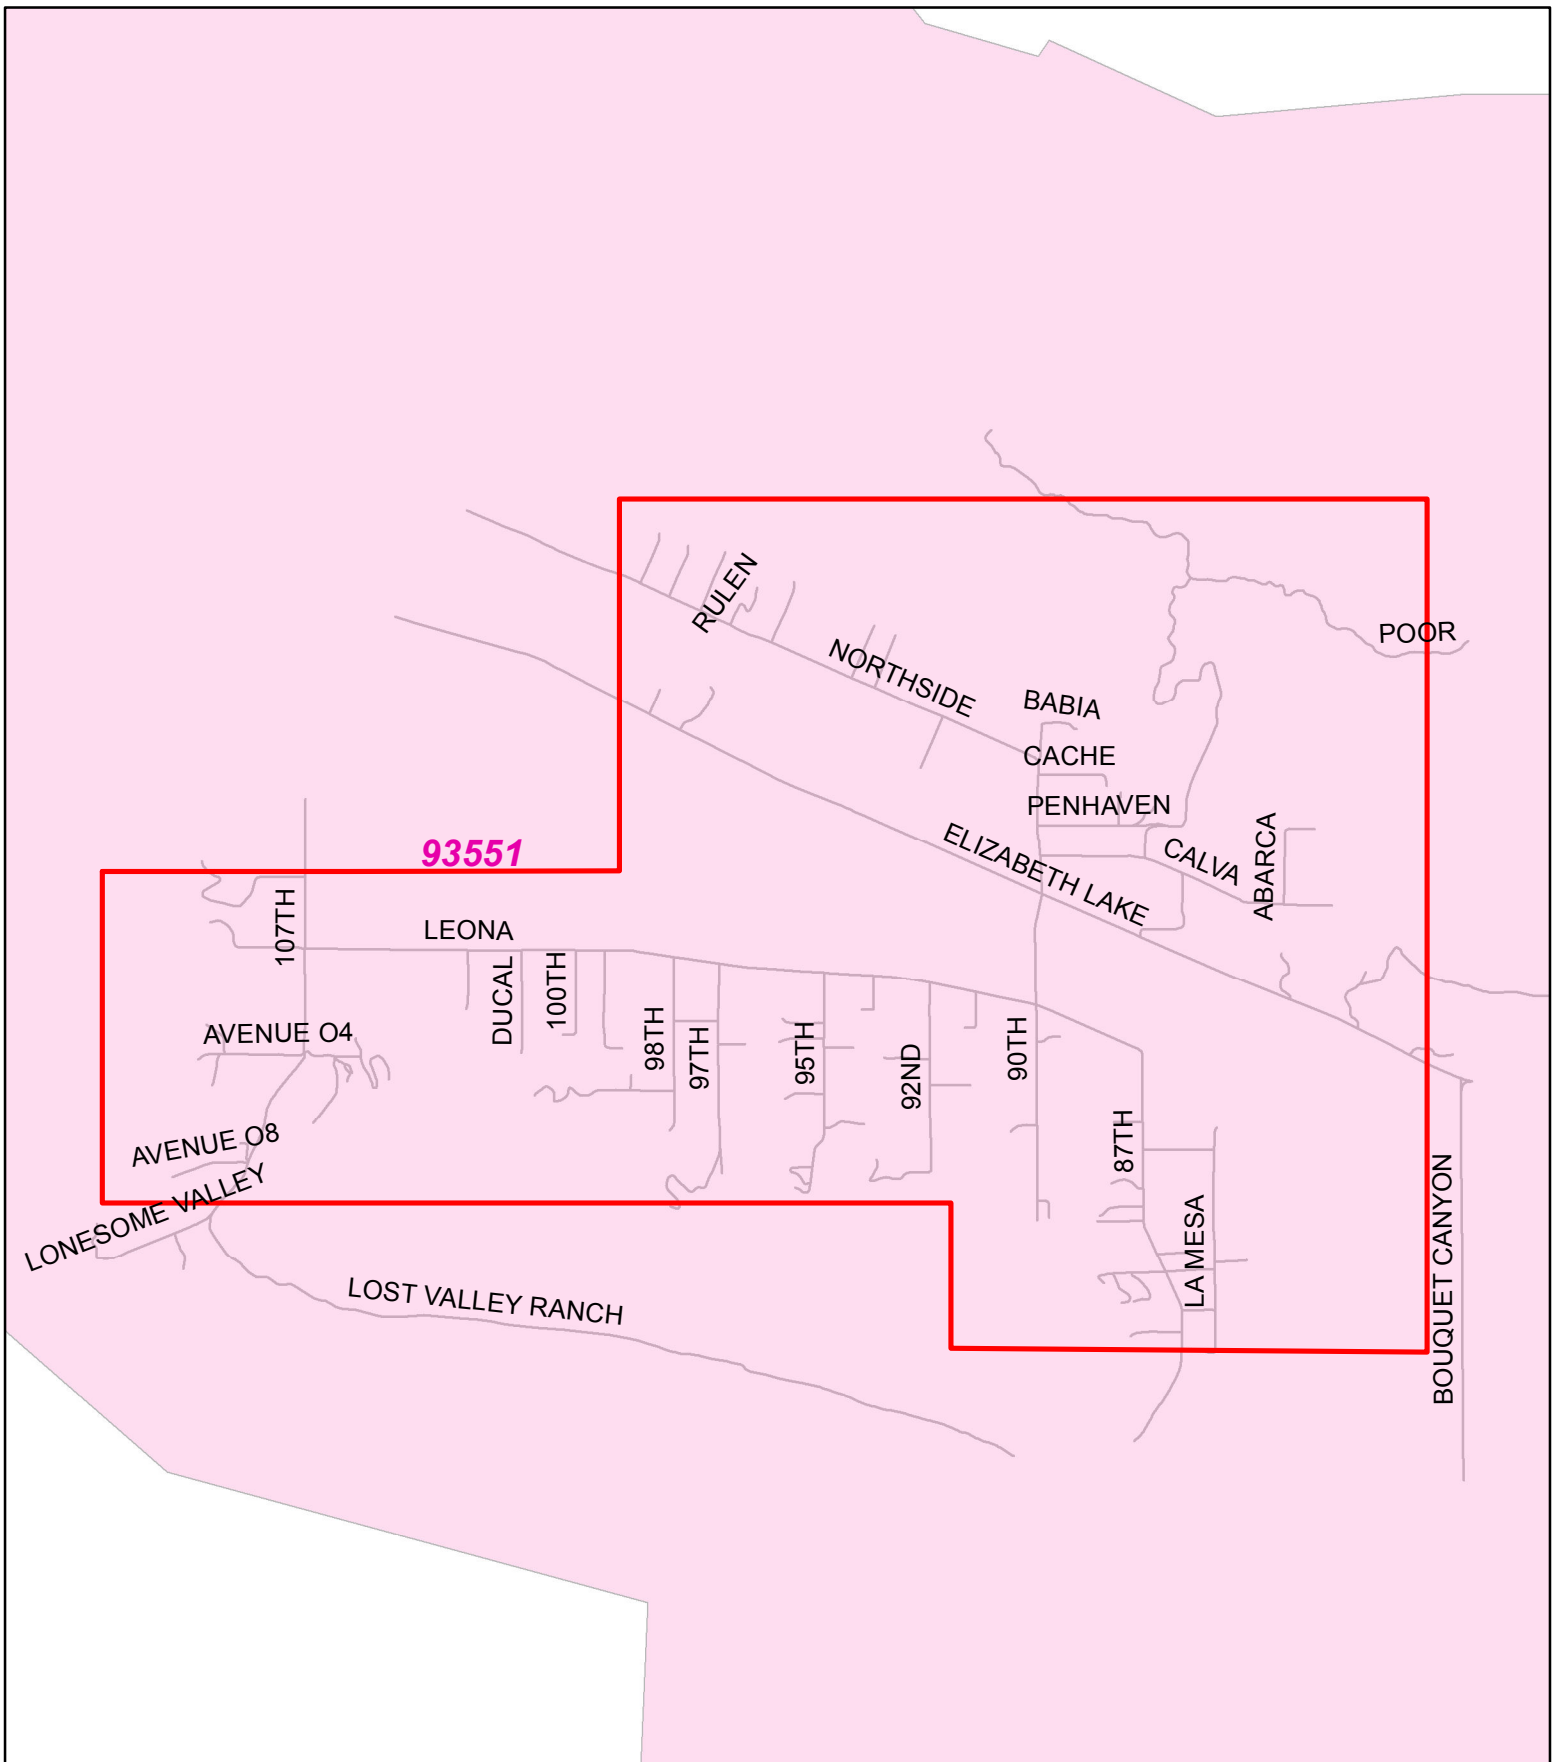 RULEN
POOR
NORTHSIDE
BABIA
CACHE
PENHAVEN
93551
ELIZABETH LAKE
CALVA
ABARCA
107TH
LEONA
DUCAL
100TH
AVENUE O4
98TH
97TH
95TH
92ND
90TH
87TH
AVENUE O8
LONESOME VALLEY
LA MESA
BOUQUET CANYON
LOST VALLEY RANCH